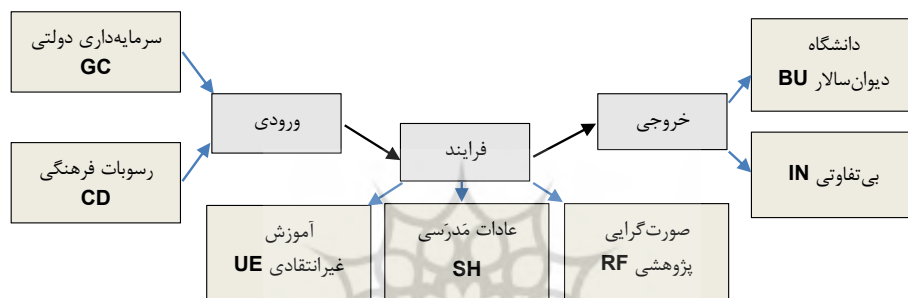 سرمایه‌داری دولتی
GC
رسوبات فرهنگی
CD
ورودی
فرایند
خروجی
آموزش
غیرانتقادی UE
عادات مَدرَسی
SH
صورت‌گرایی
پژوهشی RF
دانشگاه
دیوان‌سالار BU
بی‌تفاوتی IN